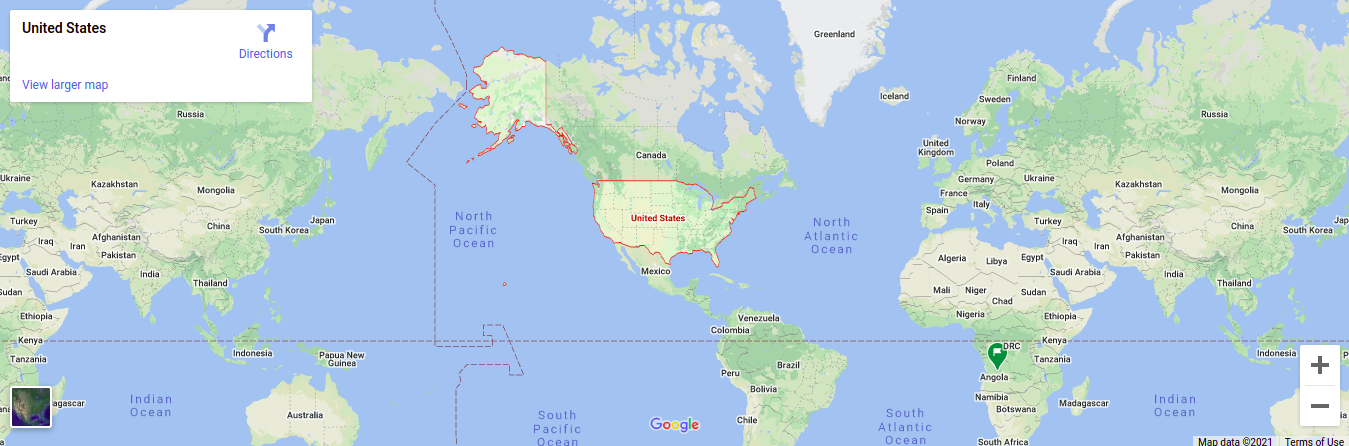 United States
Directions
View larger map
Greenland
Iceland
Finland
Sweden
Norway
Russia
Russia
United
Kingdom
Poland
Germany
Ukraine
Ukraine
France
Italy
Spain
Canada
Kazakhstan
Mongolia
Kazakhstan
Mongolia
Turkey
China
Japan
South Korea
Iraq
Iran
Afghanistan
Pakistan
Egypt
Saudi Arabia
India
Thailand
Sudan
Ethiopia
Kenya
Tanzania
Indonesia
Papua New
Guinea
North
Pacific
Ocean
United States
Mexico
North
Atlantic
Ocean
Turkey
China
Japan
South Korea
Iraq
Iran
Afghanistan
Pakistan
Algeria
Libya
Egypt
Saudi Arabia
India
Thailand
Mali
Niger
Chad
Sudan
Nigeria
Ethiopia
Venezuela
Colombia
DRC
Kenya
Tanzania
Indonesia
Peru
Brazil
Bolivia
Chile
Angola
Namibia
Botswana
Madagascar
South Africa
agascar
Indian
Ocean
Australia
South
Pacific
Ocean
Google
South
Atlantic
Ocean
Indian
Ocean
Map data ©2021
Terms of Use